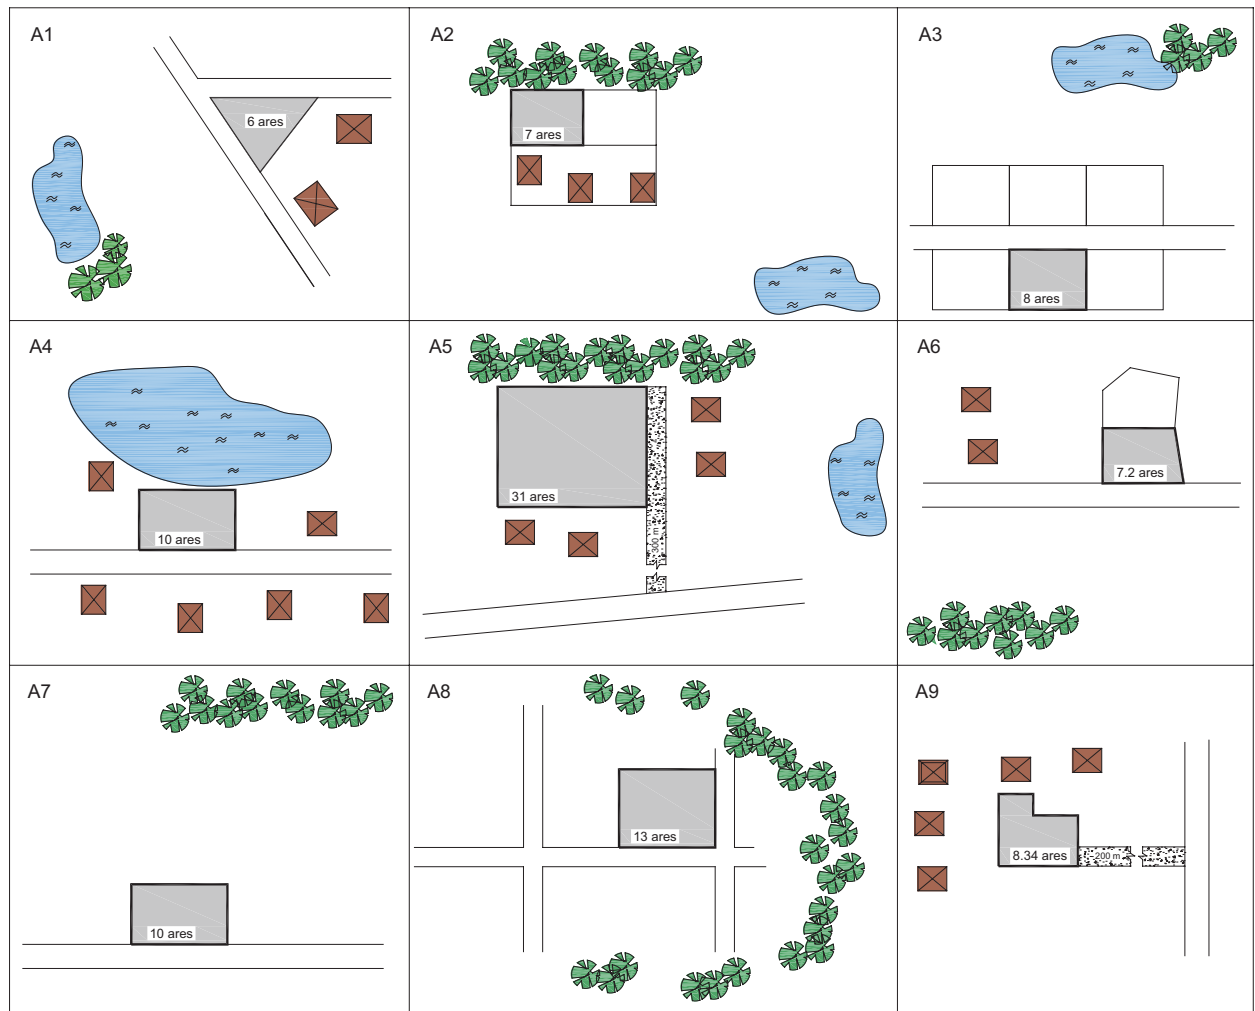 A1
6 ares
A2
7 ares
A3
8 ares
A4
10 ares
A5
31 ares
300 m
A6
7.2 ares
A7
10 ares
A8
13 ares
A9
8.34 ares
200 m